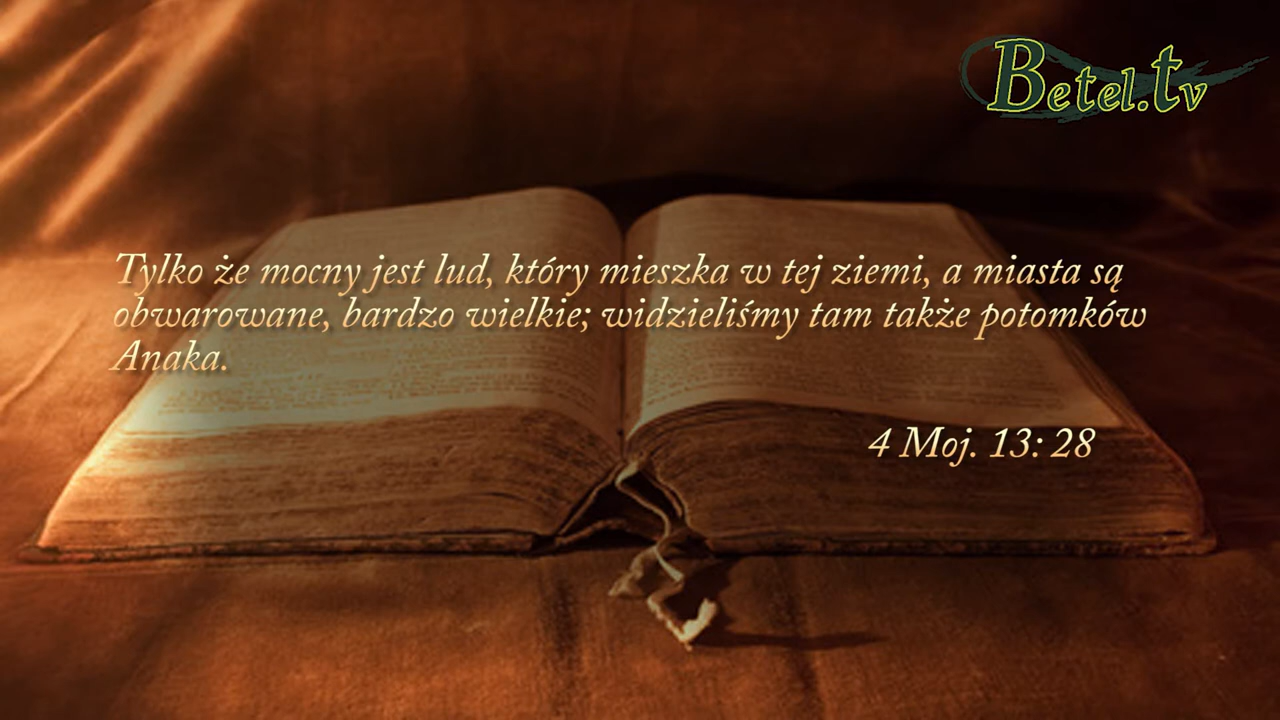 Betel.tv
Tylko że mocny jest lud, który mieszka w tej ziemi, a miasta są
obwarowane, bardzo wielkie; widzieliśmy tam także potomków
Anaka.
4 Moj. 13: 28